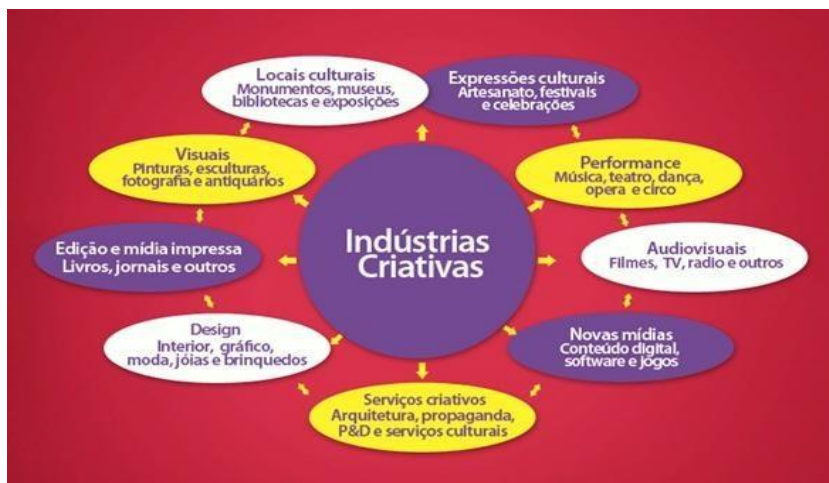 Locais culturais
Monumentos, museus,
bibliotecas e exposições
Expressões culturais
Artesanato, festivals
e celebrações
Visuais
Pinturas, esculturas,
fotografia e antiquários
Performance
Música, teatro, dança,
opera e circo
Indústrias
Criativas
Edição e mídia impressa
Livros, jornais e outros
Audiovisuais
Filmes, TV, radio e outros
Design
Interior, gráfico,
moda, jóias e brinquedos
Novas mídias
Conteúdo digital,
software e jogos
Serviços criativos
Arquitetura, propaganda,
P&D e serviços culturais